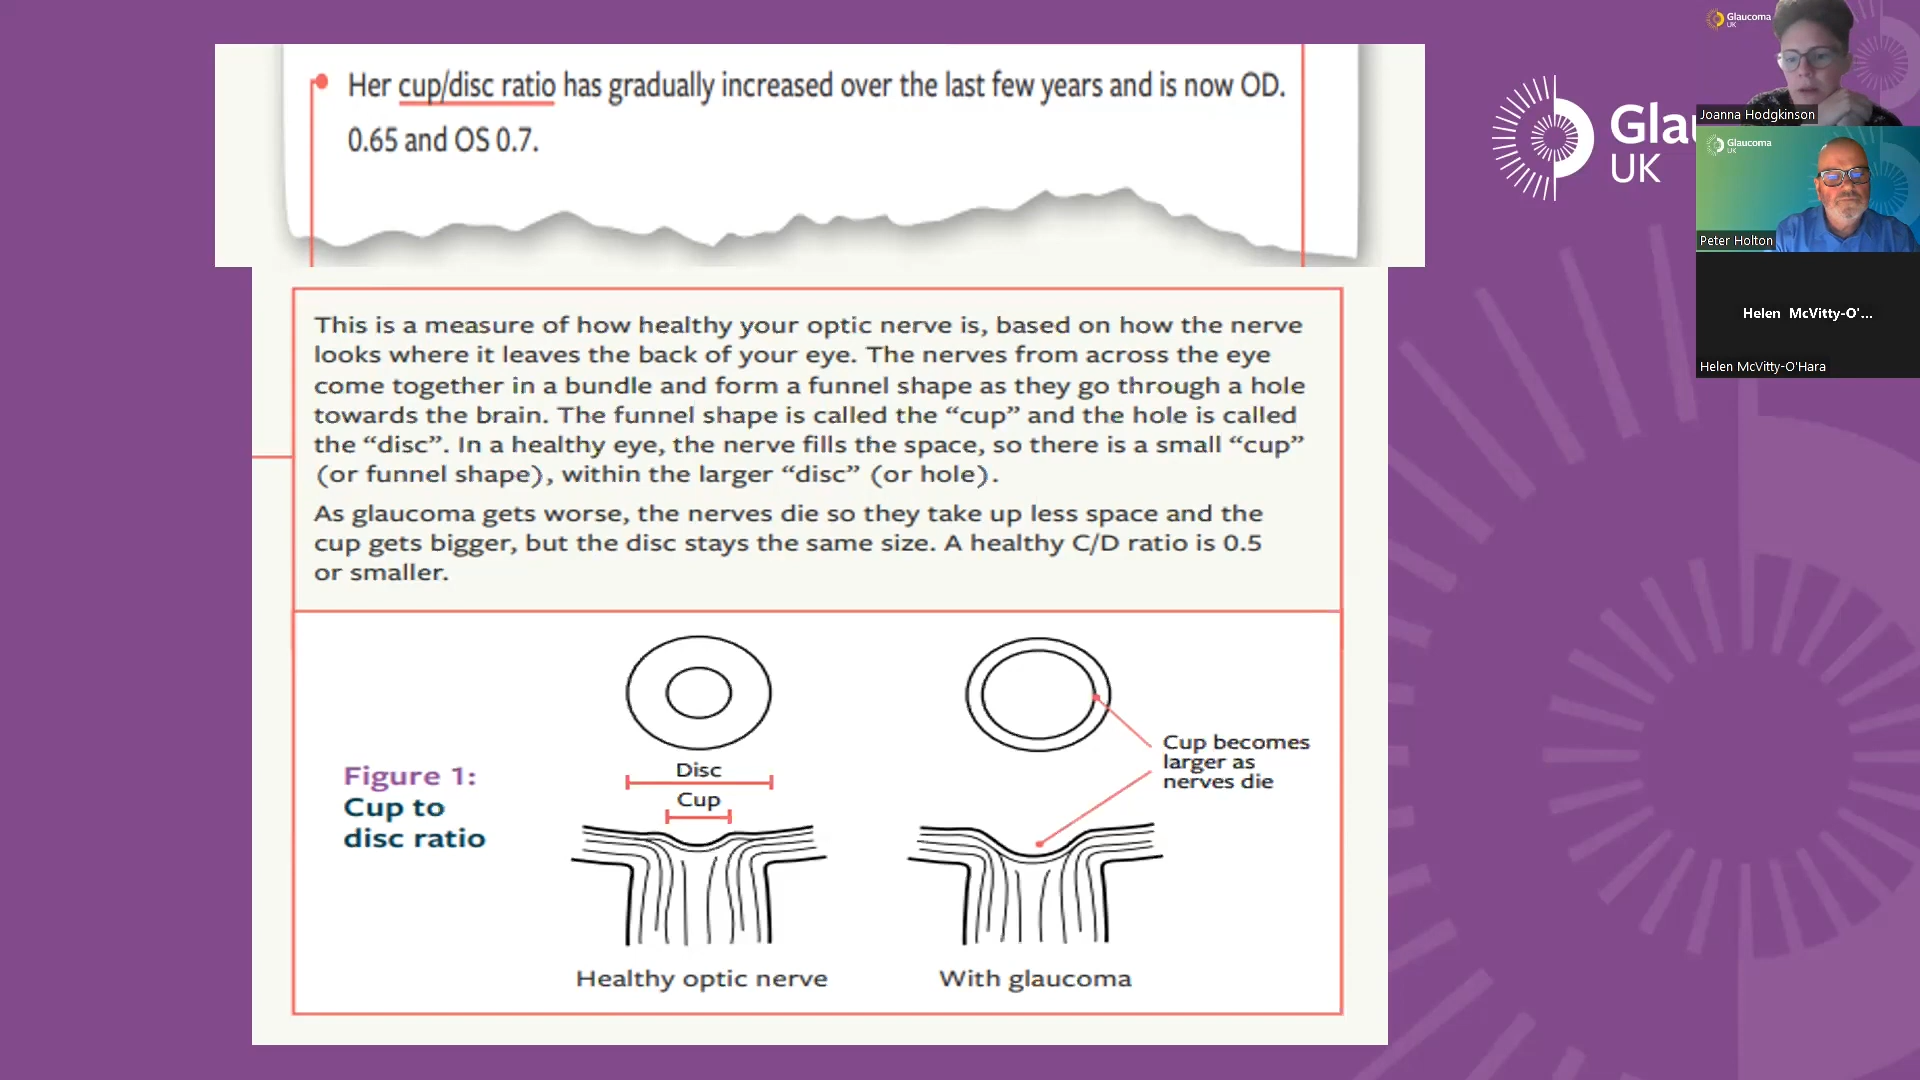 Her cup/disc ratio has gradually increased over the last few years and is now OD.
0.65 and OS 0.7.
This is a measure of how healthy your optic nerve is, based on how the nerve
looks where it leaves the back of your eye. The nerves from across the eye
come together in a bundle and form a funnel shape as they go through a hole
towards the brain. The funnel shape is called the “cup” and the hole is called
the “disc”. In a healthy eye, the nerve fills the space, so there is a small “cup”
(or funnel shape), within the larger “disc” (or hole).
As glaucoma gets worse, the nerves die so they take up less space and the
cup gets bigger, but the disc stays the same size. A healthy C/D ratio is 0.5
or smaller.
Figure 1:
Cup to
disc ratio
Disc
Cup
Cup becomes
larger as
nerves die
Healthy optic nerve
With glaucoma
Gla
UK
Glaucoma
UK
Joanna Hodgkinson
Glaucoma
UK
Peter Holton
Helen McVitty-O'...
Helen McVitty-O'Hara